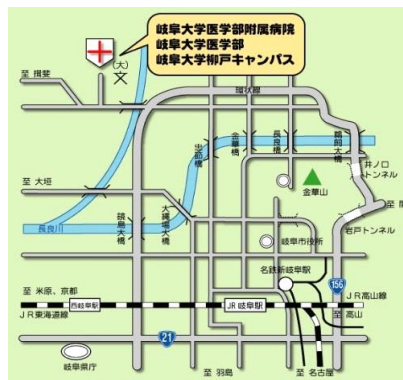 岐阜大学医学部附属病院
岐阜大学医学部
岐阜大学柳戸キャンパス
(大)
文
至 揖斐
環状線
忠節橋
金華橋
長良橋
鵜飼大橋
井ノ口
トンネル
金華山
至 大垣
至 関
長良川
鏡島大橋
大縄場大橋
岐阜市役所
岩戸トンネル
名鉄新岐阜駅
156
至 米原、京都
西岐阜駅
JR 岐阜駅
JR高山線
JR東海道線
至 高山
21
岐阜県庁
至 羽島
至 名古屋